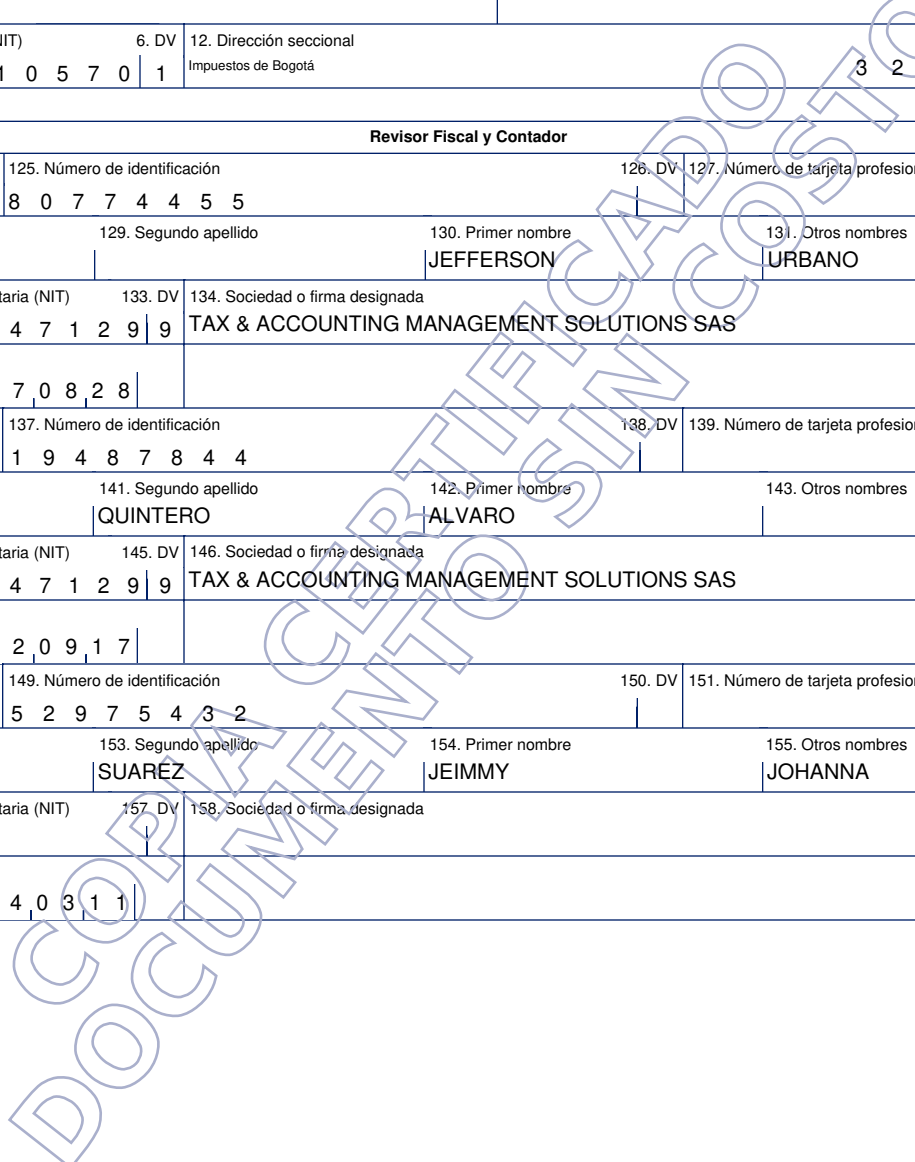 NIT) 6. DV 12. Dirección seccional
1 0 5 7 0 1 Impuestos de Bogotá 3 2
Revisor Fiscal y Contador
125. Número de identificación 126. DV 127. Número de tarjeta profesion
8 0 7 7 4 4 5 5
129. Segundo apellido 130. Primer nombre 131. Otros nombres
JEFFERSON URBANO
taria (NIT) 133. DV 134. Sociedad o firma designada
4 7 1 2 9 9 TAX & ACCOUNTING MANAGEMENT SOLUTIONS SAS
7 0 8 2 8
137. Número de identificación 138. DV 139. Número de tarjeta profesion
1 9 4 8 7 8 4 4
141. Segundo apellido 142. Primer nombre 143. Otros nombres
QUINTERO ALVARO
taria (NIT) 145. DV 146. Sociedad o firma designada
4 7 1 2 9 9 TAX & ACCOUNTING MANAGEMENT SOLUTIONS SAS
2 0 9 1 7
149. Número de identificación 150. DV 151. Número de tarjeta profesion
5 2 9 7 5 4 3 2
153. Segundo apellido 154. Primer nombre 155. Otros nombres
SUAREZ JEIMMY JOHANNA
taria (NIT) 157. DV 158. Sociedad o firma designada
4 0 3 1 1
COPIA CERTIFICADO
DOCUMENTO SIN COSTO